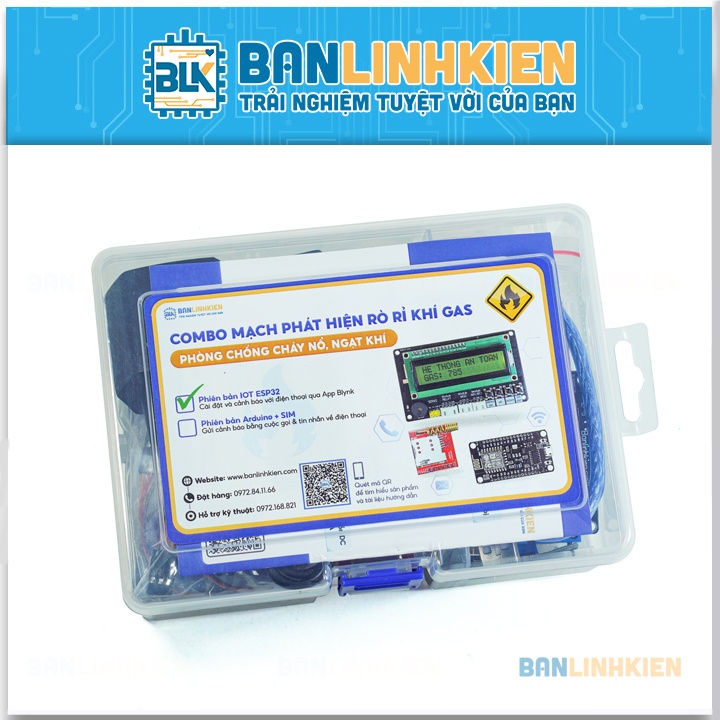 BLK
BANLINHKIEN
TRẢI NGHIỆM TUYỆT VỜI CỦA BẠN
BLK
BANLINHKIEN
COMBO MẠCH PHÁT HIỆN RÒ RỈ KHÍ GAS
PHÒNG CHỐNG CHÁY NỔ, NGẠT KHÍ
Phiên bản IOT ESP32
Cài đặt và cảnh báo với điện thoại qua App Blynk
Phiên bản Arduino + SIM
Gửi cảnh báo bằng cuộc gọi & tin nhắn về điện thoại
HE THONG AN TOAN
GAS: 785
Website: www.banlinhkien.com
Đặt hàng: 0972.84.11.66
Hỗ trợ kỹ thuật: 0972.168.821
Quét mã QR
để tìm hiểu sản phẩm
và tài liệu hướng dẫn
DC
BANLINHKIEN